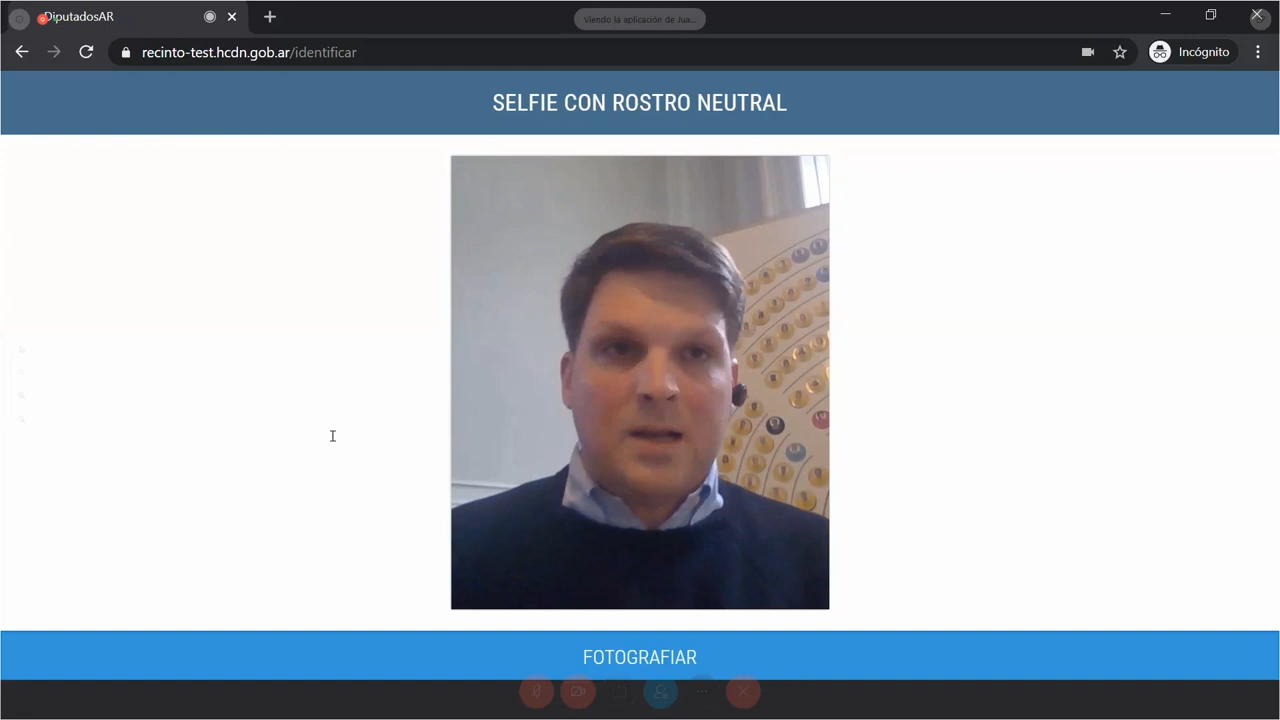 DiputadosAR
Viendo la aplicación de Jua...
recinto-test.hcdn.gob.ar/identificar
Incógnito
SELFIE CON ROSTRO NEUTRAL
FOTOGRAFIAR